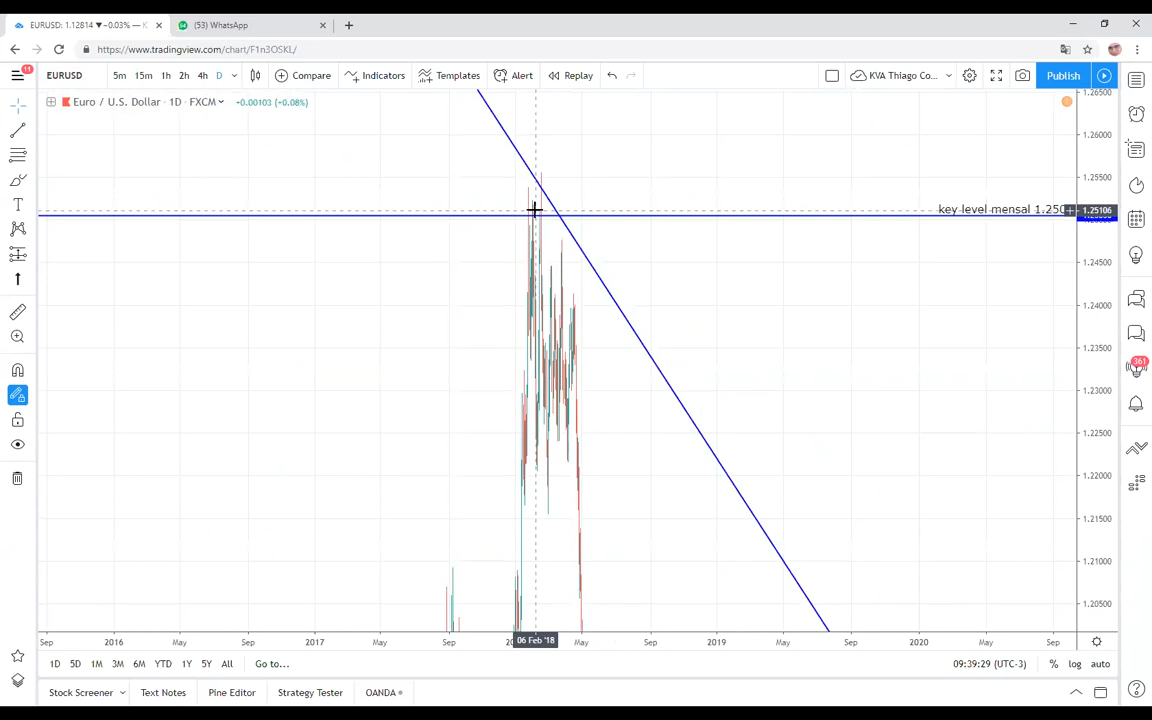 EURUSD: 1.12814 ▼−0.03% — K
(53) WhatsApp
https://www.tradingview.com/chart/F1n3OSKL/
11
EURUSD 5m 15m 1h 2h 4h D Compare Indicators Templates Alert Replay KVA Thiago Co... Publish
Euro / U.S. Dollar · 1D · FXCM +0.00103 (+0.08%)
1.26500
1.26000
1.25500
key level mensal 1.250
1.25106
1.24500
1.24000
1.23500
361
1.23000
1.22500
1.22000
1.21500
1.21000
1.20500
Sep 2016 May Sep 2017 May Sep 06 Feb '18 May Sep 2019 May Sep 2020 May Sep
1D 5D 1M 3M 6M YTD 1Y 5Y All Go to... 09:39:29 (UTC-3) % log auto
Stock Screener Text Notes Pine Editor Strategy Tester OANDA